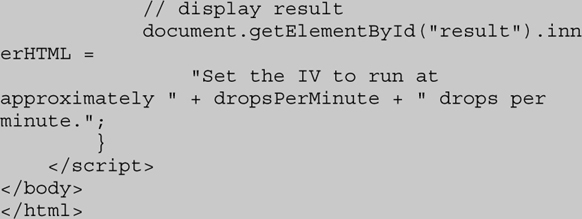 // display result
document.getElementById("result").inn
erHTML =
"Set the IV to run at
approximately " + dropsPerMinute + " drops per
minute.";
}
</script>
</body>
</html>